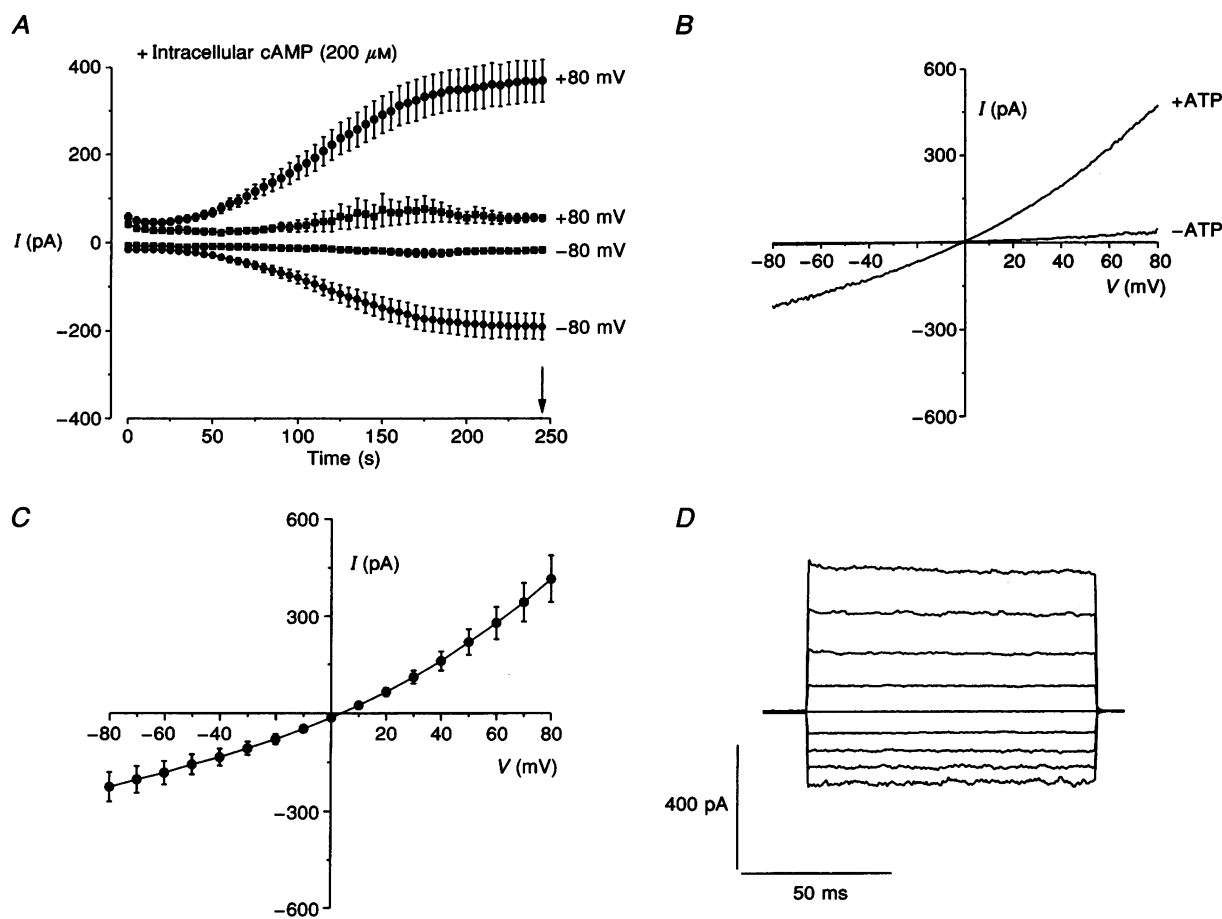 A
+ Intracellular cAMP (200 μM)
400
200
I (pA)
0
−200
−400
+80 mV
+80 mV
−80 mV
−80 mV
0
50
100
150
200
250
Time (s)
B
600
I (pA)
+ATP
300
−ATP
−80
−60
−40
20
40
60
80
V (mV)
−300
−600
C
600
I (pA)
300
−80
−60
−40
20
40
60
80
V (mV)
−300
−600
D
400 pA
50 ms